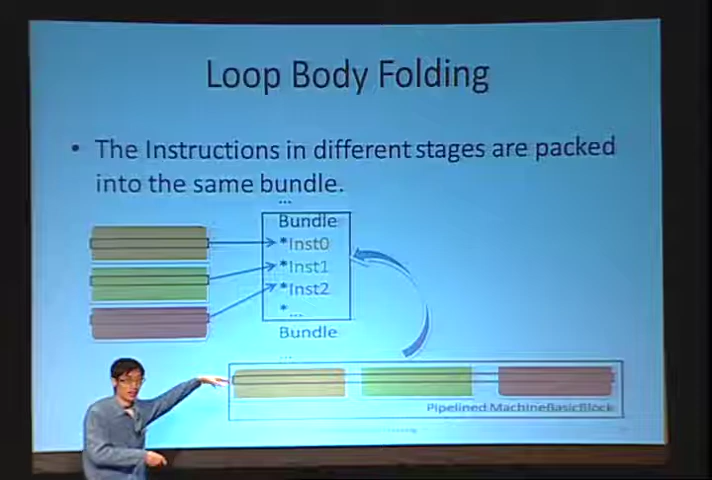 Loop Body Folding
• The Instructions in different stages are packed
into the same bundle.
...
Bundle
*Inst0
*Inst1
*Inst2
*...
Bundle
...
Pipelined MachineBasicBlock